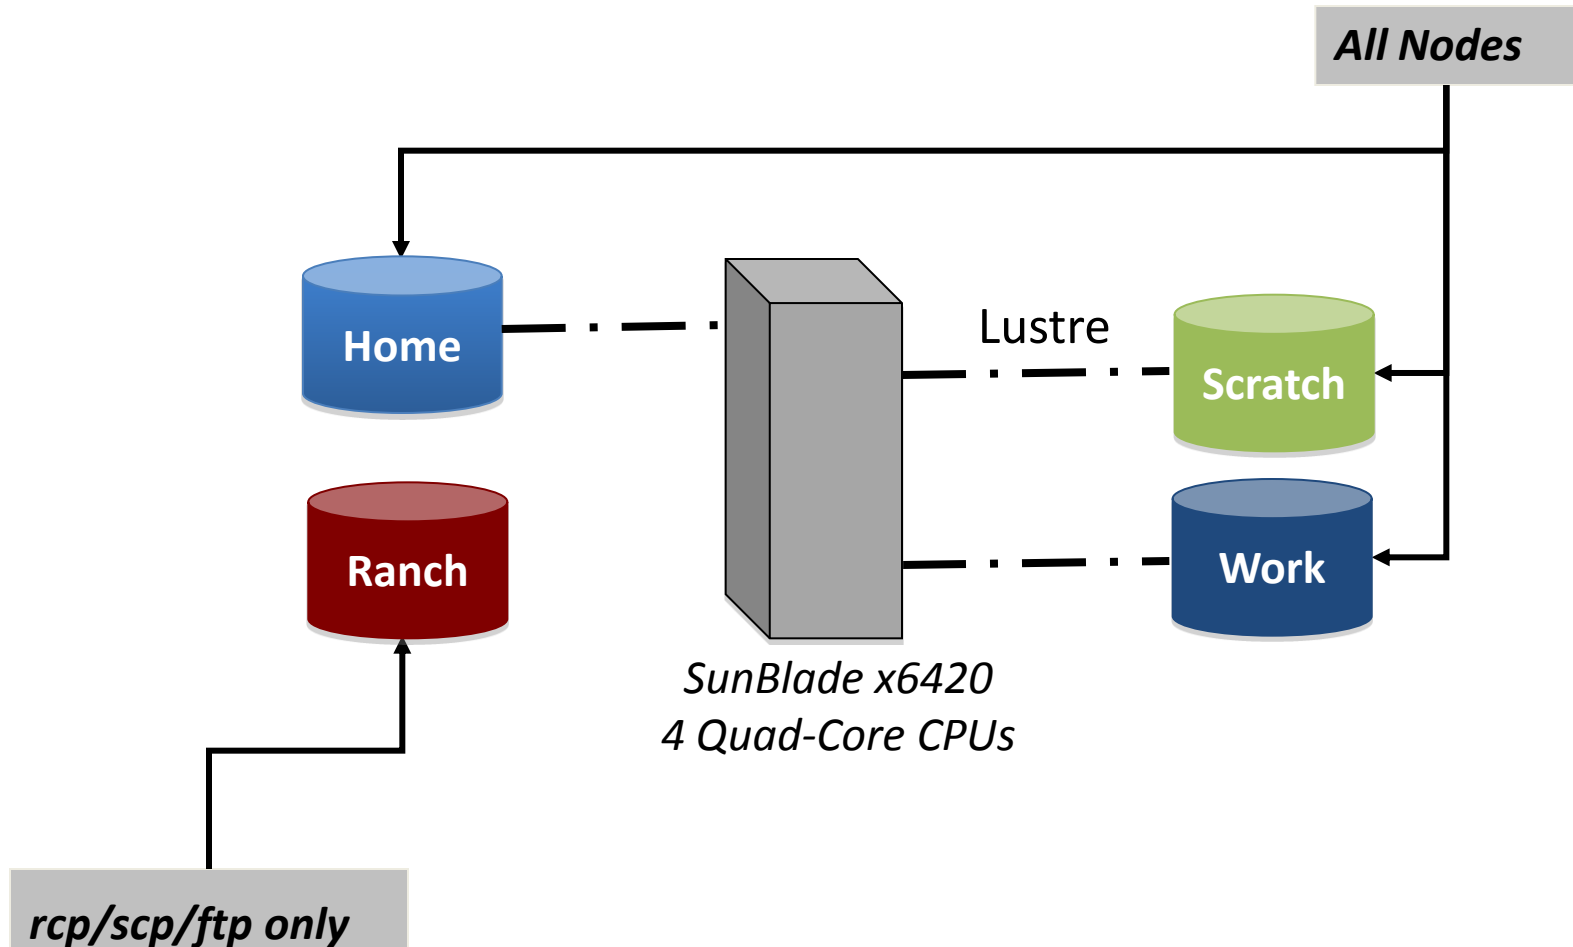 All Nodes
Home
Lustre
Scratch
Ranch
Work
SunBlade x6420
4 Quad-Core CPUs
rcp/scp/ftp only